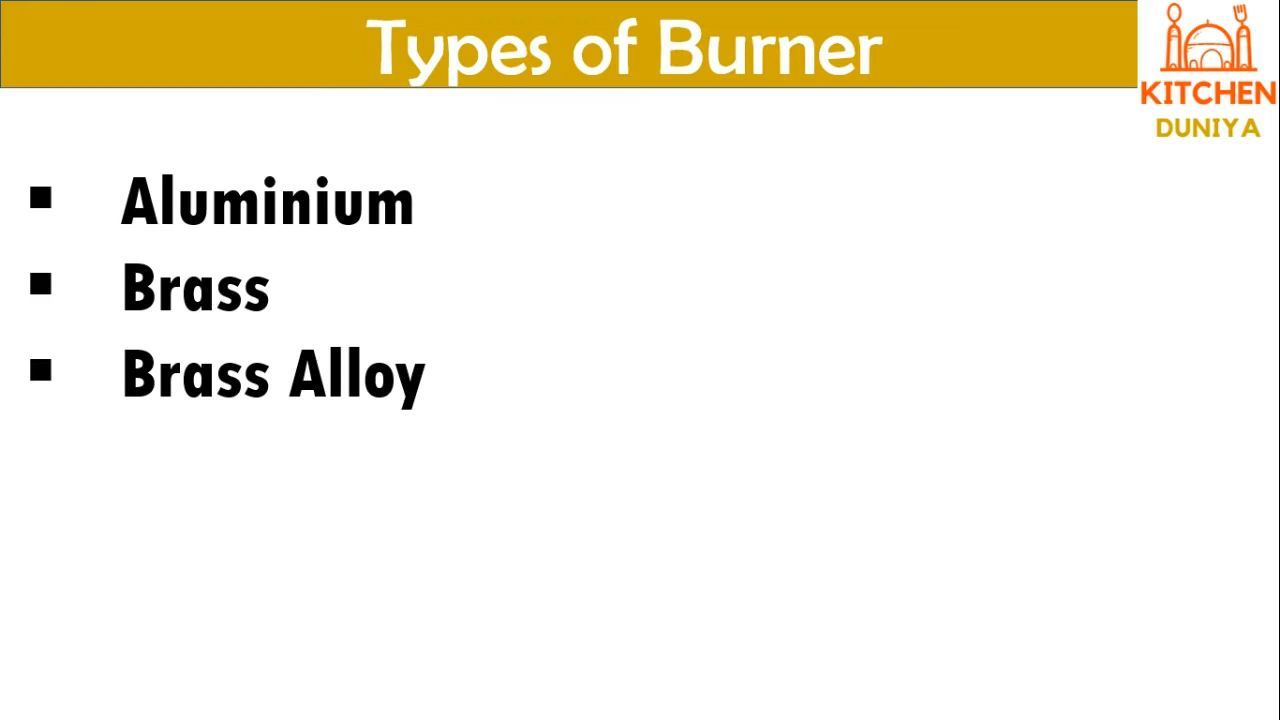 Types of Burner
KITCHEN
DUNIYA
▪ Aluminium
▪ Brass
▪ Brass Alloy